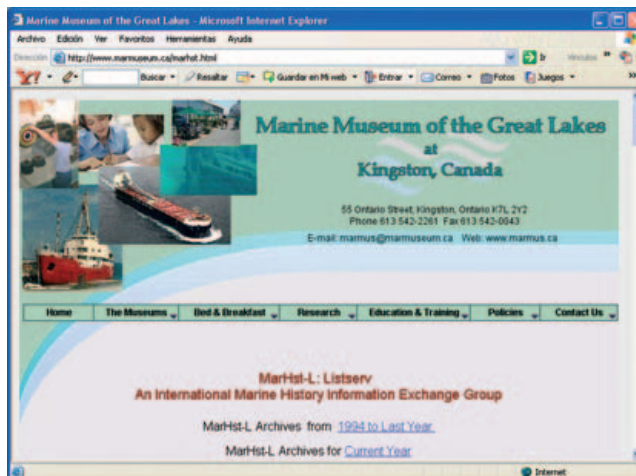 Marine Museum of the Great Lakes - Microsoft Internet Explorer
Archivo Edición Ver Favoritos Herramientas Ayuda
Dirección http://www.marmuseum.ca/marhst.html Ir Vínculos »
Y! Buscar Resaltar Guardar en Mi web Entrar Correo Fotos Juegos »
Marine Museum of the Great Lakes
at
Kingston, Canada
55 Ontario Street, Kingston, Ontario K7L 2Y2
Phone 613 542-2261 Fax 613 542-0043
E-mail: marmus@marmuseum.ca Web: www.marmus.ca
Home The Museums Bed & Breakfast Research Education & Training Policies Contact Us
MarHst-L: Listserv
An International Marine History Information Exchange Group
MarHst-L Archives from 1994 to Last Year
MarHst-L Archives for Current Year
Internet